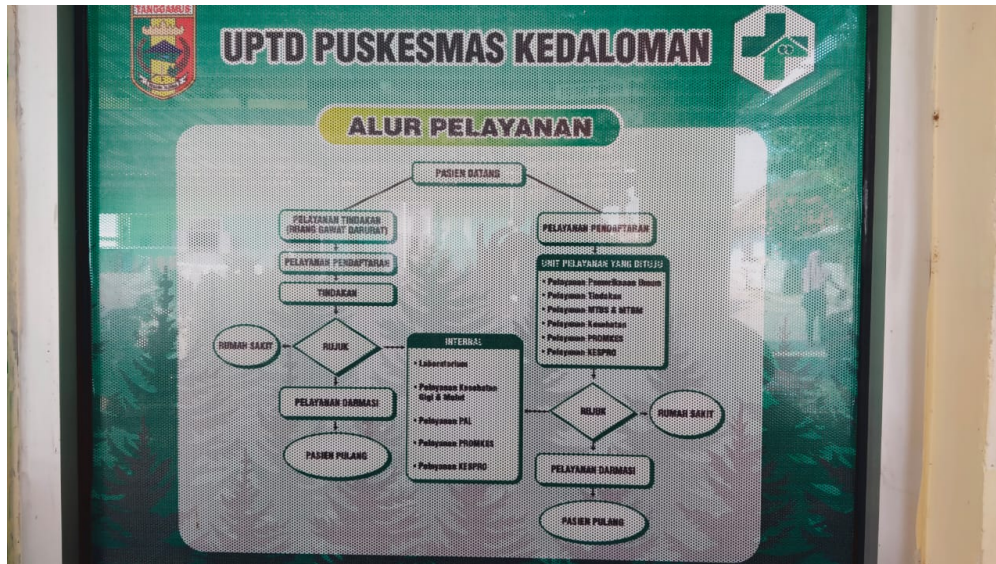 TANGGAMUS
UPTD PUSKESMAS KEDALOMAN
ALUR PELAYANAN
PASIEN DATANG
PELAYANAN TINDAKAN
(RUANG GAWAT DARURAT)
PELAYANAN PENDAFTARAN
TINDAKAN
RUMAH SAKIT
RUJUK
PELAYANAN DARMASI
PASIEN PULANG
INTERNAL
• Laboratorium
• Pelayanan Kesehatan
Gigi & Mulut
• Pelayanan PAL
• Pelayanan PROMKES
• Pelayanan KESPRO
PELAYANAN PENDAFTARAN
UNIT PELAYANAN YANG DITUJU
• Pelayanan Pemeriksaan Umum
• Pelayanan Tindakan
• Pelayanan MTBS & MTBM
• Pelayanan Kesehatan
• Pelayanan PROMKES
• Pelayanan KESPRO
RUJUK
RUMAH SAKIT
PELAYANAN DARMASI
PASIEN PULANG